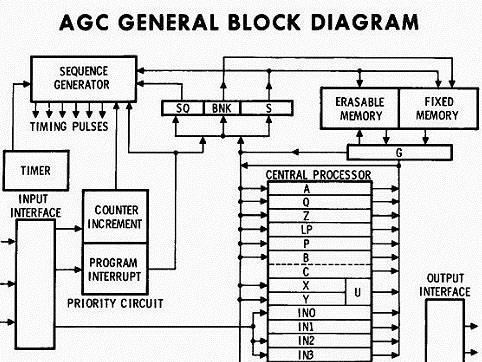 AGC GENERAL BLOCK DIAGRAM
SEQUENCE
GENERATOR
TIMING PULSES
SQ BNK S
ERASABLE
MEMORY
FIXED
MEMORY
G
TIMER
INPUT
INTERFACE
COUNTER
INCREMENT
PROGRAM
INTERRUPT
PRIORITY CIRCUIT
CENTRAL PROCESSOR
A
Q
Z
LP
P
B
C
X
Y
U
IN0
IN1
IN2
IN3
OUTPUT
INTERFACE